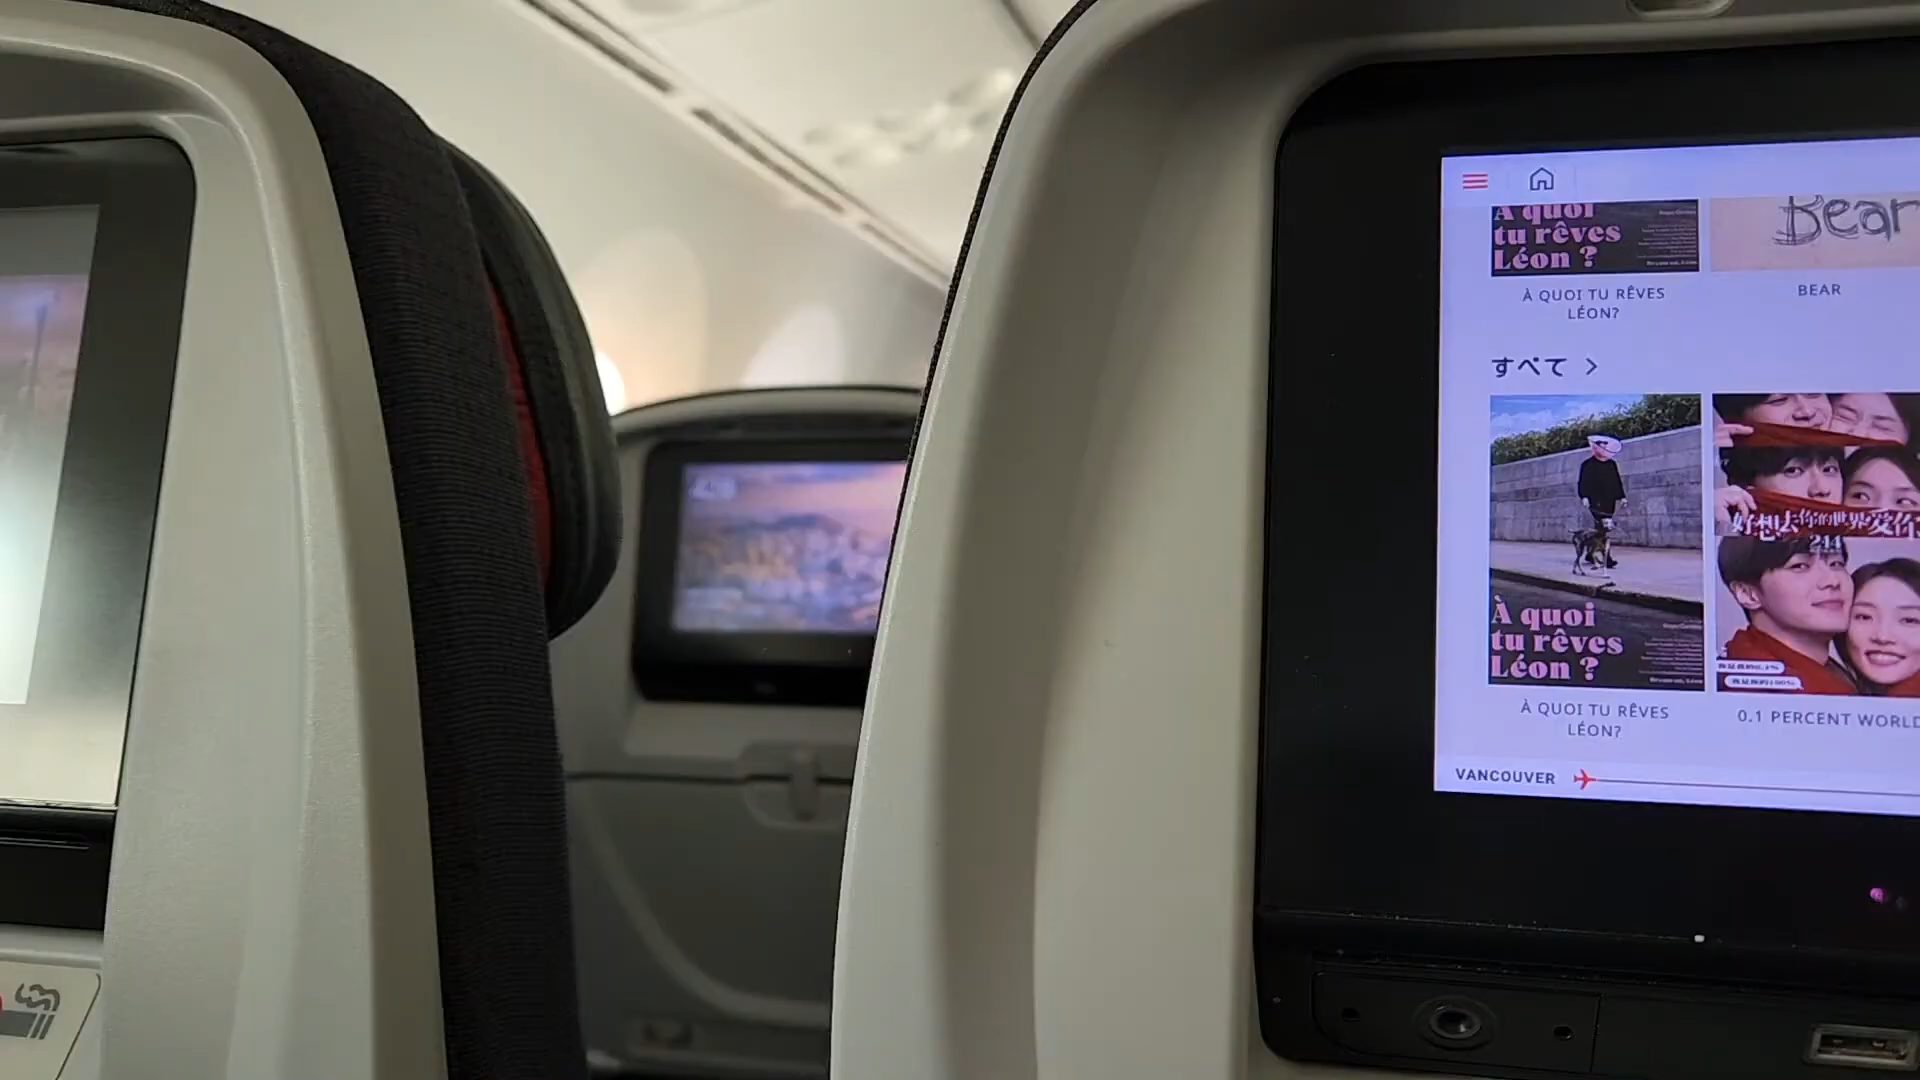 À quoi
tu rêves
Léon ?
Bear
À QUOI TU RÊVES
LÉON?
BEAR
すべて >
好想去你的世界爱你
244
À quoi
tu rêves
Léon ?
À QUOI TU RÊVES
LÉON?
0.1 PERCENT WORLD
VANCOUVER